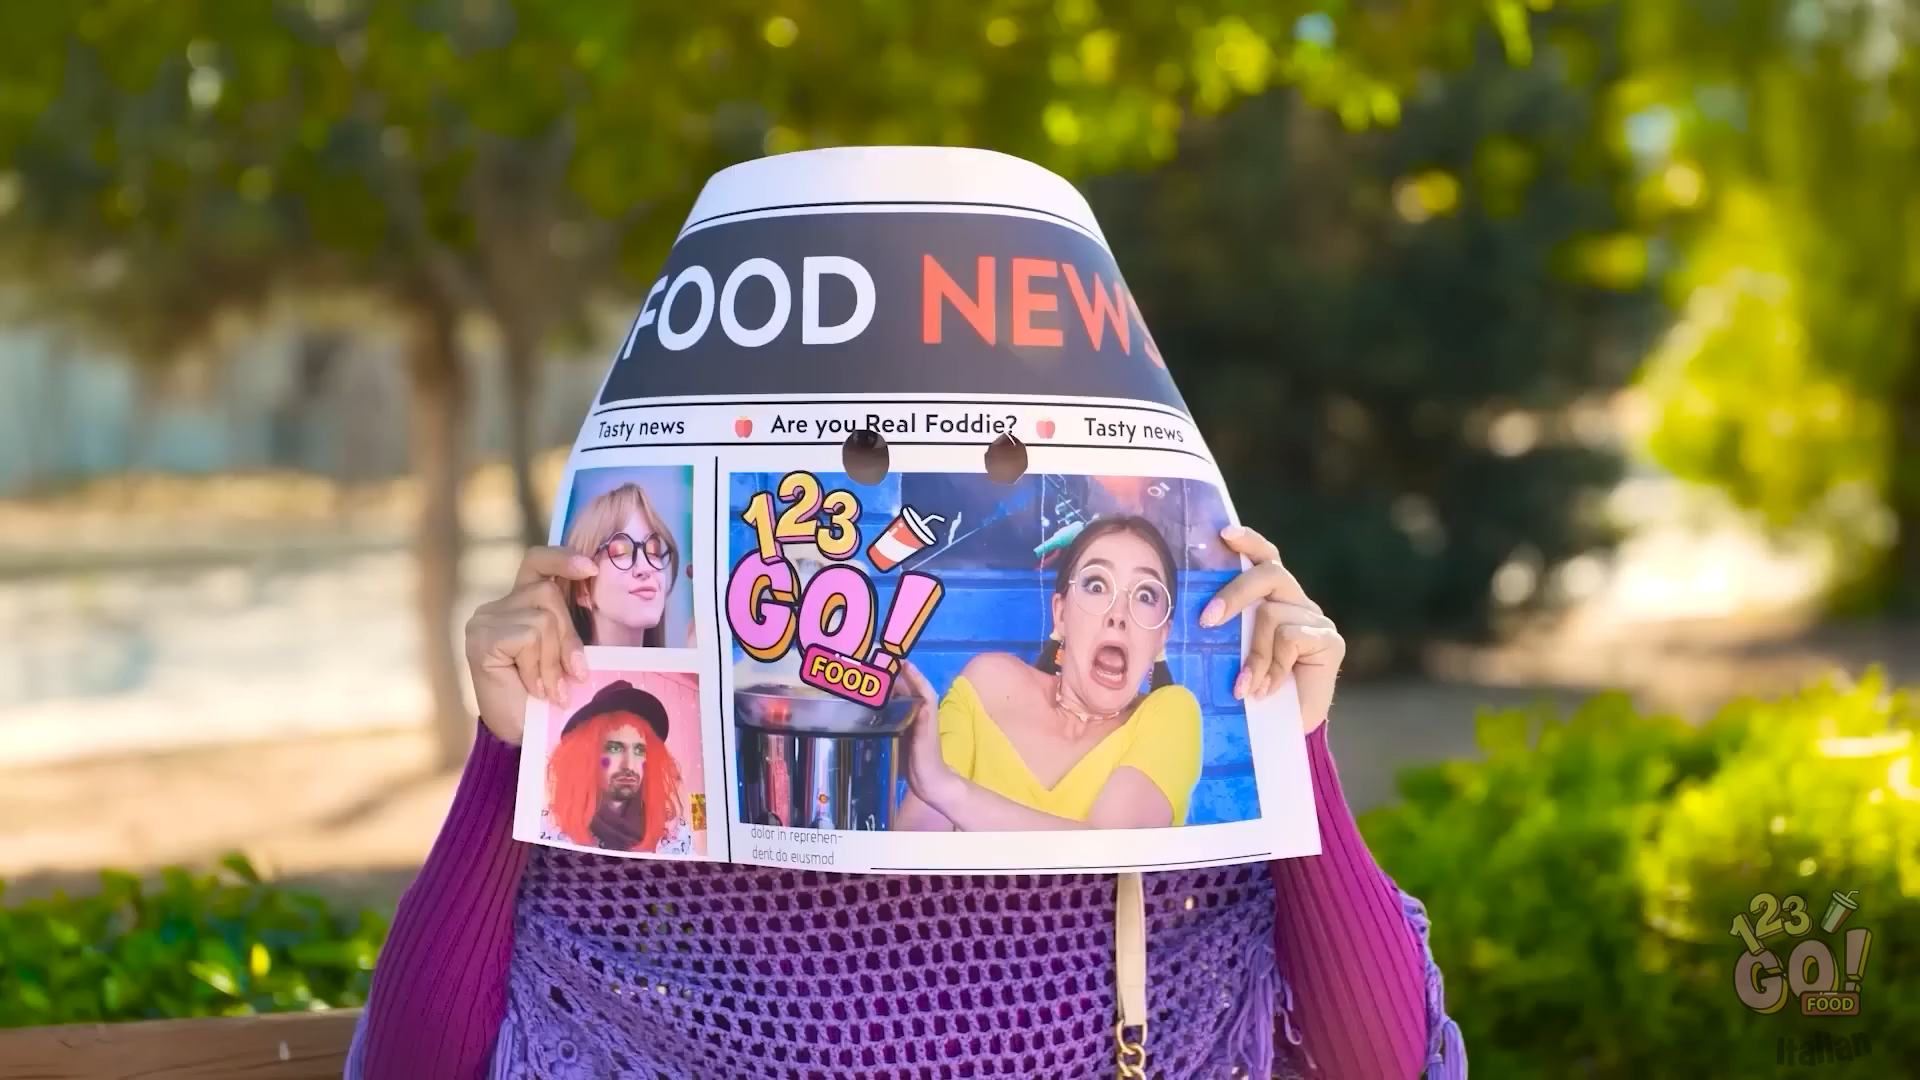 FOOD NEWS
Tasty news
Are you Real Foddie?
Tasty news
123
GO!
FOOD
dolor in reprehen-
dent do eiusmod
123
GO!
FOOD
Italian